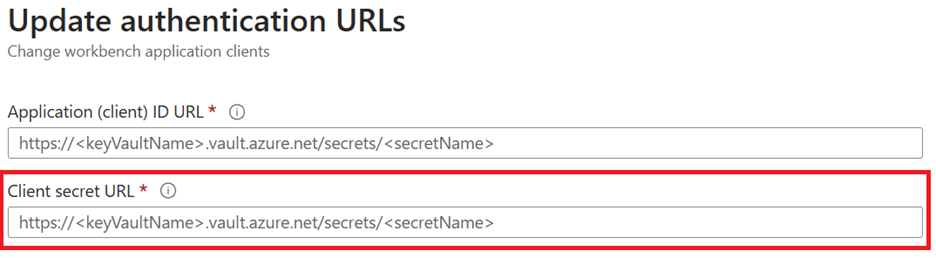 Update authentication URLs
Change workbench application clients
Application (client) ID URL *
https://<keyVaultName>.vault.azure.net/secrets/<secretName>
Client secret URL *
https://<keyVaultName>.vault.azure.net/secrets/<secretName>